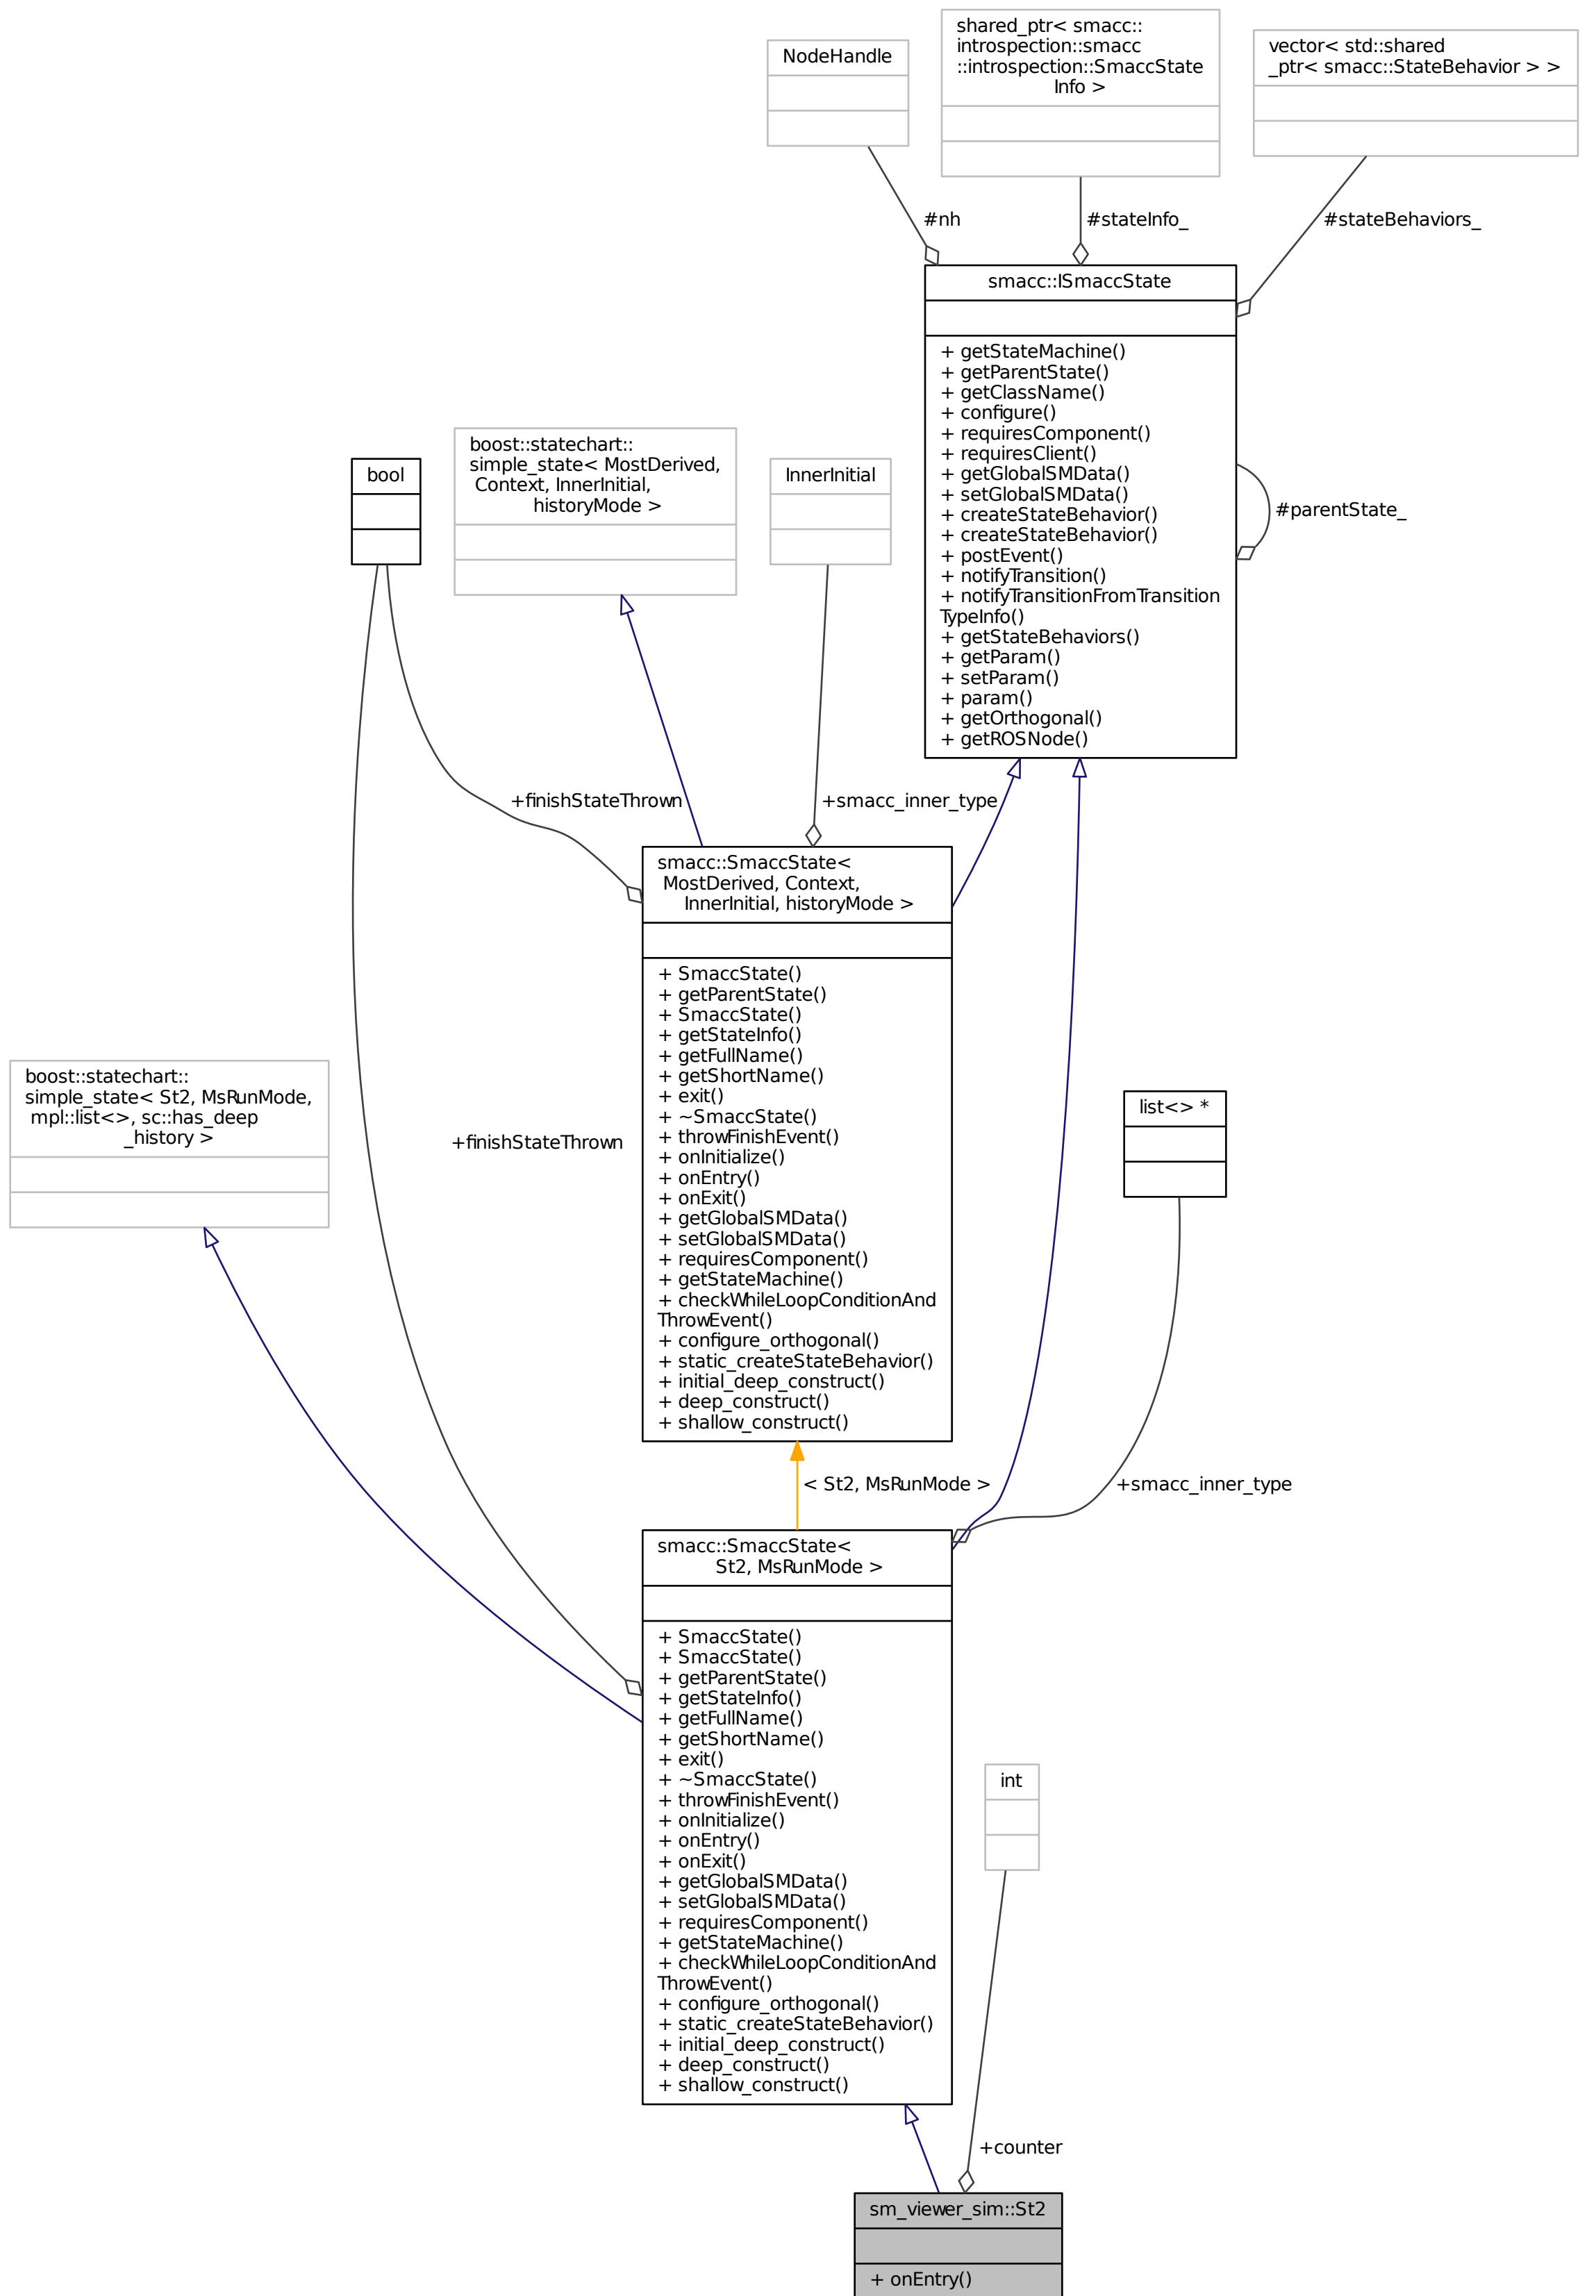 NodeHandle
shared_ptr< smacc::
introspection::smacc
::introspection::SmaccState
Info >
vector< std::shared
_ptr< smacc::StateBehavior > >
#nh
#stateInfo_
#stateBehaviors_
smacc::ISmaccState
+ getStateMachine()
+ getParentState()
+ getClassName()
+ configure()
+ requiresComponent()
+ requiresClient()
+ getGlobalSMData()
+ setGlobalSMData()
+ createStateBehavior()
+ createStateBehavior()
+ postEvent()
+ notifyTransition()
+ notifyTransitionFromTransition
TypeInfo()
+ getStateBehaviors()
+ getParam()
+ setParam()
+ param()
+ getOrthogonal()
+ getROSNode()
#parentState_
bool
boost::statechart::
simple_state< MostDerived,
Context, InnerInitial,
historyMode >
InnerInitial
+finishStateThrown
+smacc_inner_type
smacc::SmaccState<
MostDerived, Context,
InnerInitial, historyMode >
+ SmaccState()
+ getParentState()
+ SmaccState()
+ getStateInfo()
+ getFullName()
+ getShortName()
+ exit()
+ ~SmaccState()
+ throwFinishEvent()
+ onInitialize()
+ onEntry()
+ onExit()
+ getGlobalSMData()
+ setGlobalSMData()
+ requiresComponent()
+ getStateMachine()
+ checkWhileLoopConditionAnd
ThrowEvent()
+ configure_orthogonal()
+ static_createStateBehavior()
+ initial_deep_construct()
+ deep_construct()
+ shallow_construct()
boost::statechart::
simple_state< St2, MsRunMode,
mpl::list<>, sc::has_deep
_history >
+finishStateThrown
list<> *
< St2, MsRunMode >
+smacc_inner_type
smacc::SmaccState<
St2, MsRunMode >
+ SmaccState()
+ SmaccState()
+ getParentState()
+ getStateInfo()
+ getFullName()
+ getShortName()
+ exit()
+ ~SmaccState()
+ throwFinishEvent()
+ onInitialize()
+ onEntry()
+ onExit()
+ getGlobalSMData()
+ setGlobalSMData()
+ requiresComponent()
+ getStateMachine()
+ checkWhileLoopConditionAnd
ThrowEvent()
+ configure_orthogonal()
+ static_createStateBehavior()
+ initial_deep_construct()
+ deep_construct()
+ shallow_construct()
int
+counter
sm_viewer_sim::St2
+ onEntry()